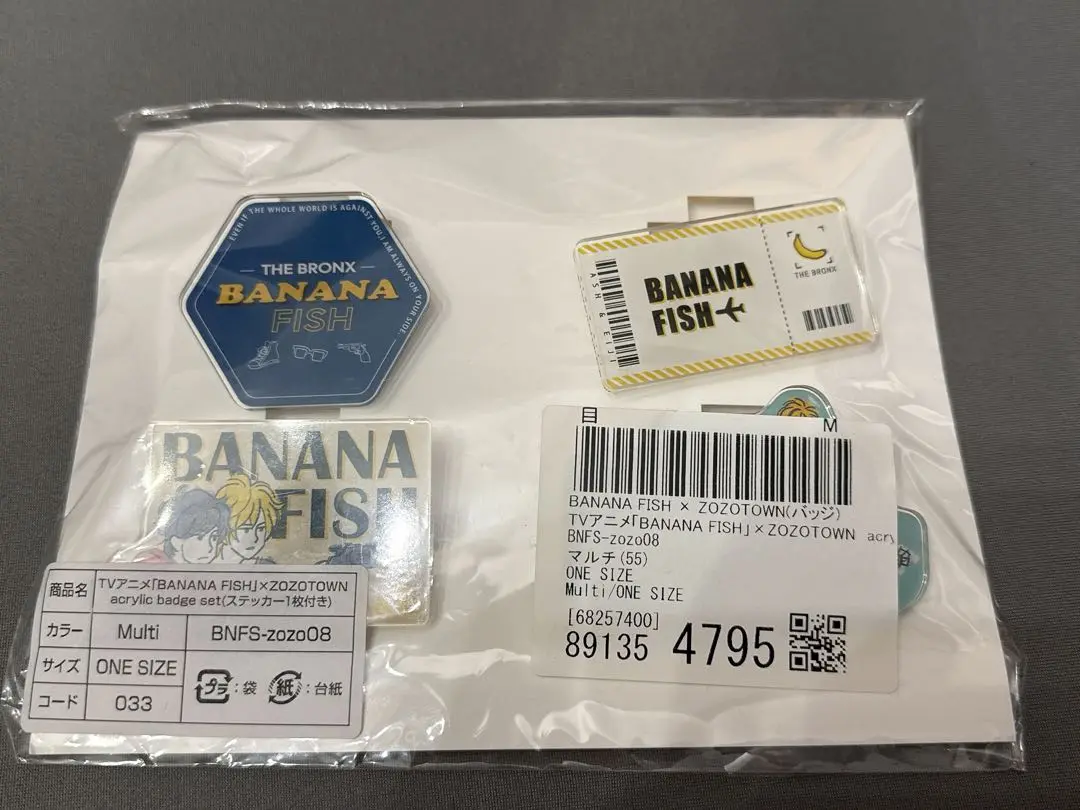 EVEN IF THE WHOLE WORLD IS AGAINST YOU.I AM ALWAYS ON YOUR SIDE.
THE BRONX
BANANA
FISH
ASH & EIJI
BANANA
FISH
THE BRONX
BANANA
FISH
目
M
BANANA FISH × ZOZOTOWN(バッジ)
TVアニメ「BANANA FISH」×ZOZOTOWN acry
BNFS-zozo08
マルチ(55)
ONE SIZE
Multi/ONE SIZE
[68257400]
89135 4795
商品名 TVアニメ「BANANA FISH」×ZOZOTOWN
acrylic badge set(ステッカー1枚付き)
カラー Multi BNFS-zozo08
サイズ ONE SIZE
プラ:袋 紙:台紙
コード 033